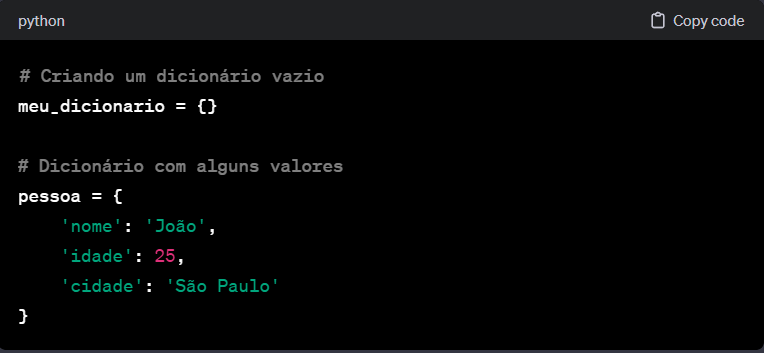 python
Copy code
# Criando um dicionário vazio
meu_dicionario = {}
# Dicionário com alguns valores
pessoa = {
    'nome': 'João',
    'idade': 25,
    'cidade': 'São Paulo'
}